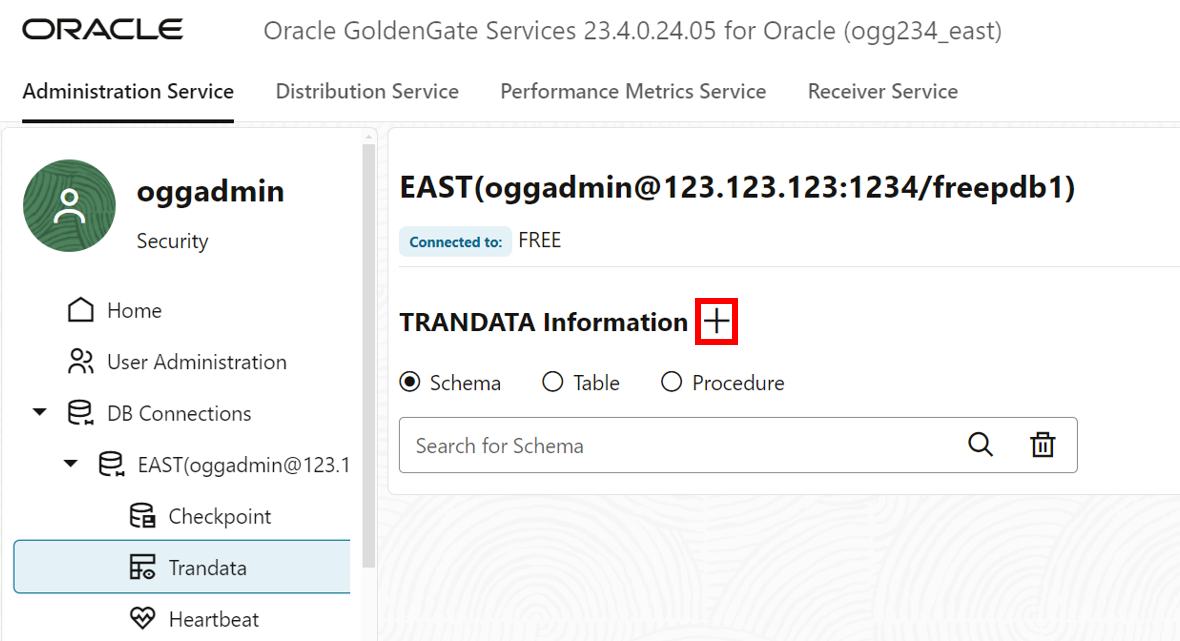 ORACLE
Oracle GoldenGate Services 23.4.0.24.05 for Oracle (ogg234_east)
Administration Service
Distribution Service
Performance Metrics Service
Receiver Service
oggadmin
Security
Home
User Administration
DB Connections
EAST(oggadmin@123.1
Checkpoint
Trandata
Heartbeat
EAST(oggadmin@123.123.123:1234/freepdb1)
Connected to: FREE
TRANDATA Information
Schema
Table
Procedure
Search for Schema